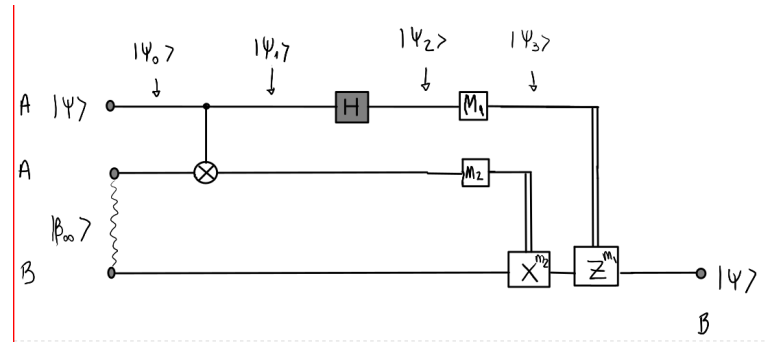 |Ψ₀⟩ |Ψ₁⟩ |Ψ₂⟩ |Ψ₃⟩
A |Ψ⟩ H M₁
A M₂
|β₀₀⟩
B X^m₂ Z^m₁ |Ψ⟩
B